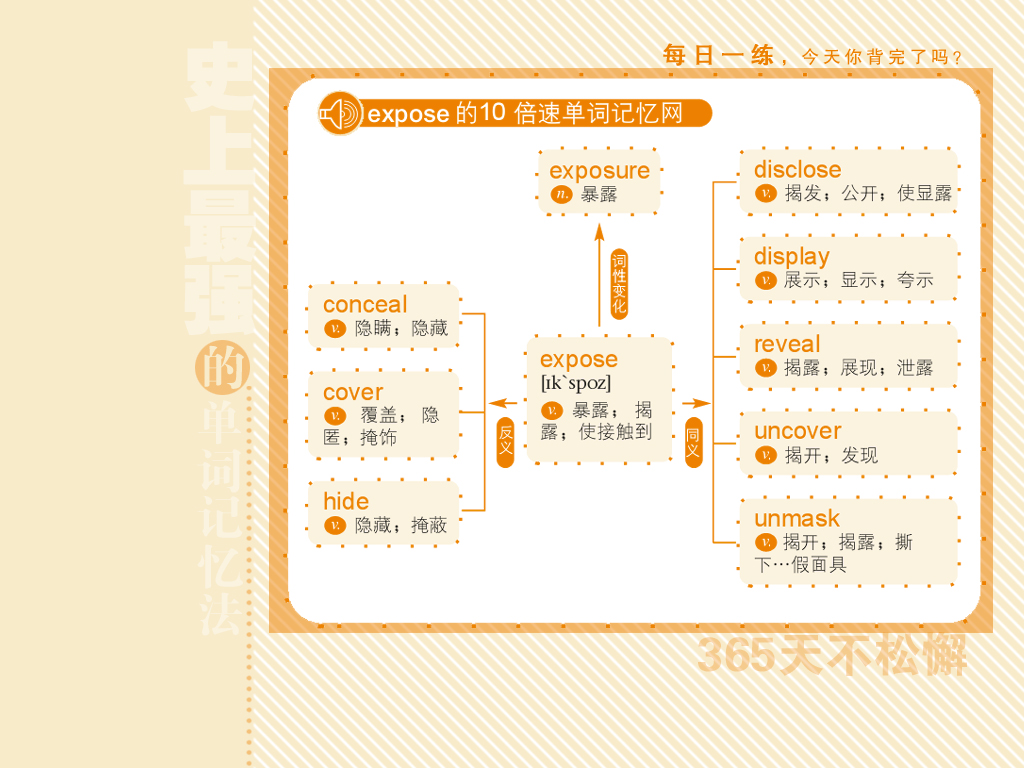 每日一练，今天你背完了吗?
史上最强的单词记忆法
expose 的10 倍速单词记忆网
exposure
n. 暴露
词性变化
conceal
v. 隐瞒；隐藏
cover
v. 覆盖； 隐
匿；掩饰
hide
v. 隐藏；掩蔽
反义
expose
[ɪk`spoz]
v. 暴露； 揭
露；使接触到
同义
disclose
v. 揭发；公开；使显露
display
v. 展示；显示；夸示
reveal
v. 揭露；展现；泄露
uncover
v. 揭开；发现
unmask
v. 揭开；揭露；撕
下…假面具
365天不松懈